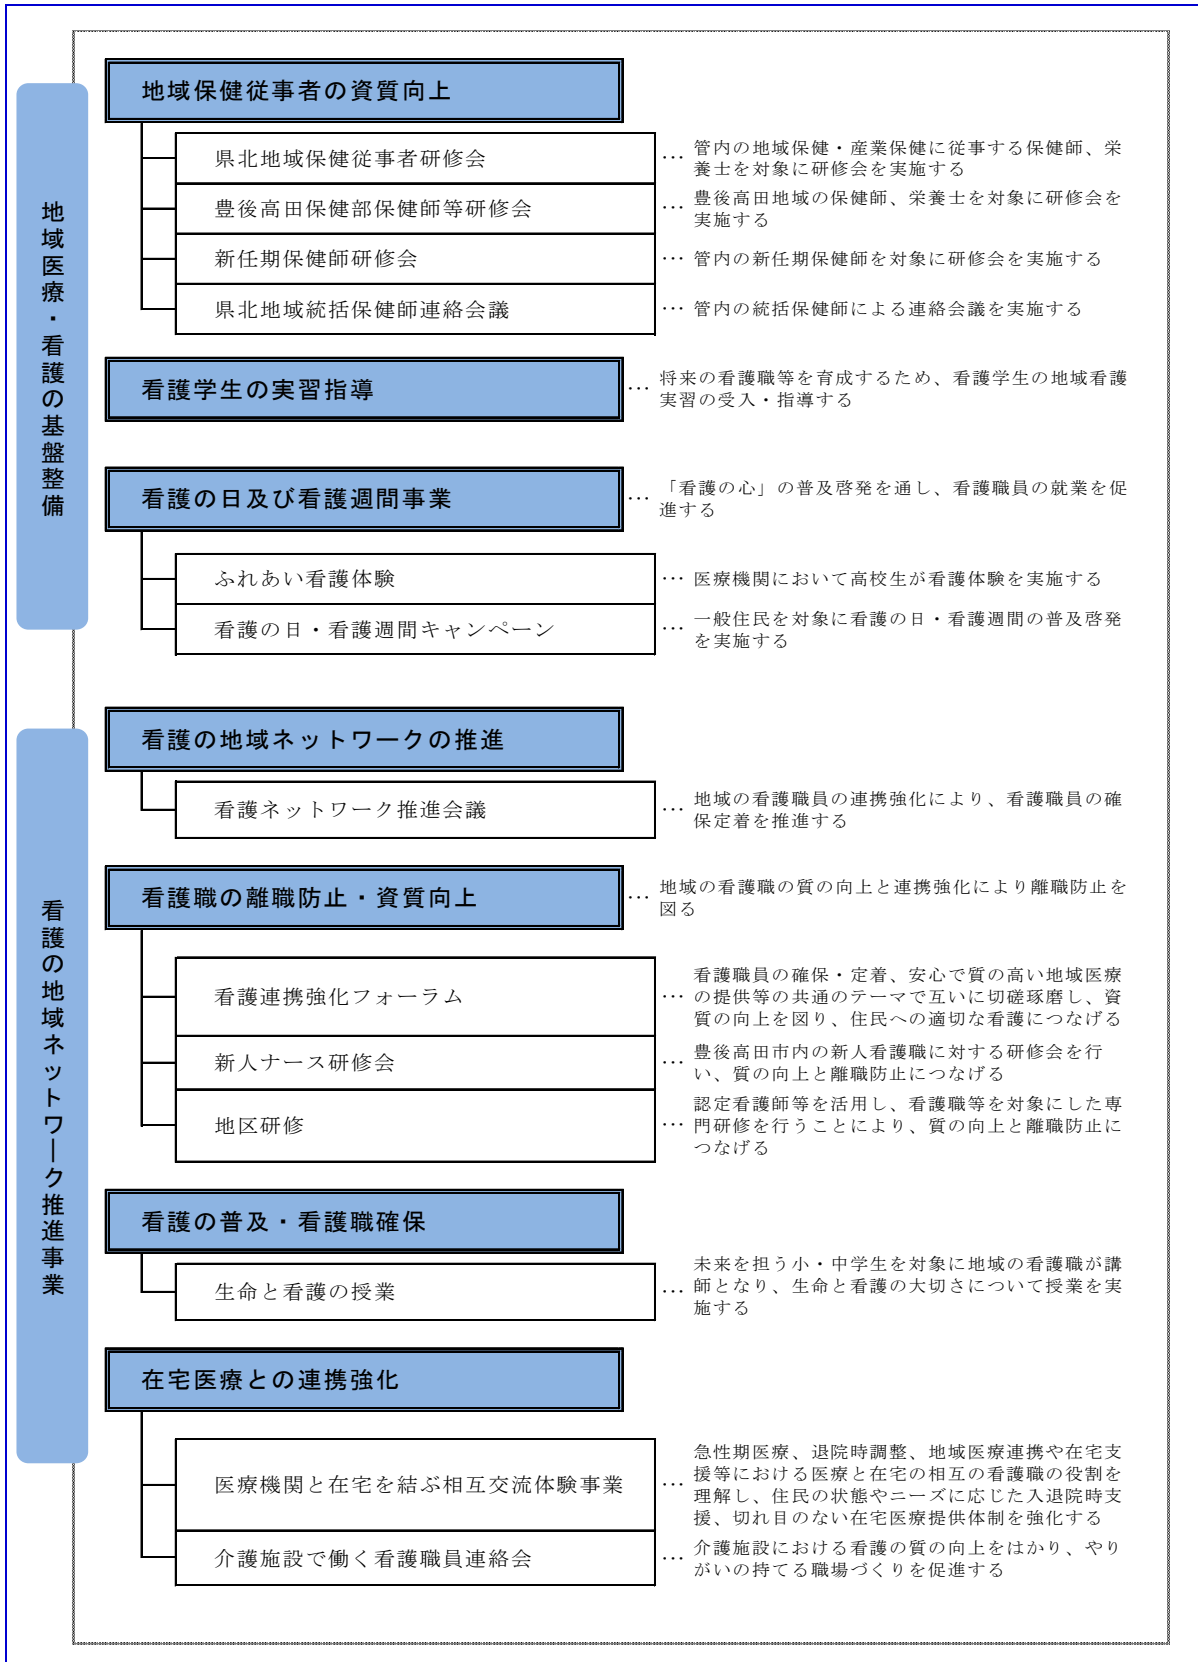 地域医療・看護の基盤整備
地域保健従事者の資質向上
県北地域保健従事者研修会
… 管内の地域保健・産業保健に従事する保健師、栄
養士を対象に研修会を実施する
豊後高田保健部保健師等研修会
… 豊後高田地域の保健師、栄養士を対象に研修会を
実施する
新任期保健師研修会
… 管内の新任期保健師を対象に研修会を実施する
県北地域統括保健師連絡会議
… 管内の統括保健師による連絡会議を実施する
看護学生の実習指導
… 将来の看護職等を育成するため、看護学生の地域看護
実習の受入・指導する
看護の日及び看護週間事業
… 「看護の心」の普及啓発を通し、看護職員の就業を促
進する
ふれあい看護体験
… 医療機関において高校生が看護体験を実施する
看護の日・看護週間キャンペーン
… 一般住民を対象に看護の日・看護週間の普及啓発
を実施する
看護の地域ネットワーク推進事業
看護の地域ネットワークの推進
看護ネットワーク推進会議
… 地域の看護職員の連携強化により、看護職員の確
保定着を推進する
看護職の離職防止・資質向上
… 地域の看護職の質の向上と連携強化により離職防止を
図る
看護連携強化フォーラム
看護職員の確保・定着、安心で質の高い地域医療
… の提供等の共通のテーマで互いに切磋琢磨し、資
質の向上を図り、住民への適切な看護につなげる
新人ナース研修会
… 豊後高田市内の新人看護職に対する研修会を行
い、質の向上と離職防止につなげる
地区研修
認定看護師等を活用し、看護職等を対象にした専
… 門研修を行うことにより、質の向上と離職防止に
つなげる
看護の普及・看護職確保
生命と看護の授業
未来を担う小・中学生を対象に地域の看護職が講
… 師となり、生命と看護の大切さについて授業を実
施する
在宅医療との連携強化
医療機関と在宅を結ぶ相互交流体験事業
急性期医療、退院時調整、地域医療連携や在宅支
… 援等における医療と在宅の相互の看護職の役割を
理解し、住民の状態やニーズに応じた入退院時支
援、切れ目のない在宅医療提供体制を強化する
介護施設で働く看護職員連絡会
… 介護施設における看護の質の向上をはかり、やり
がいの持てる職場づくりを促進する